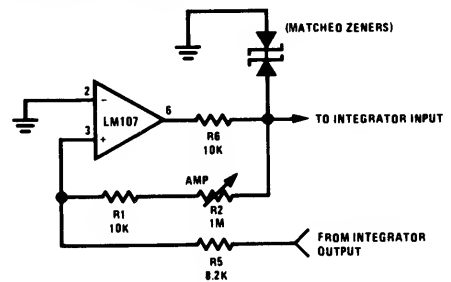 (MATCHED ZENERS)
2
-
LM107
6
3
+
R6
10K
TO INTEGRATOR INPUT
AMP
R1
10K
R2
1M
FROM INTEGRATOR
OUTPUT
R5
8.2K